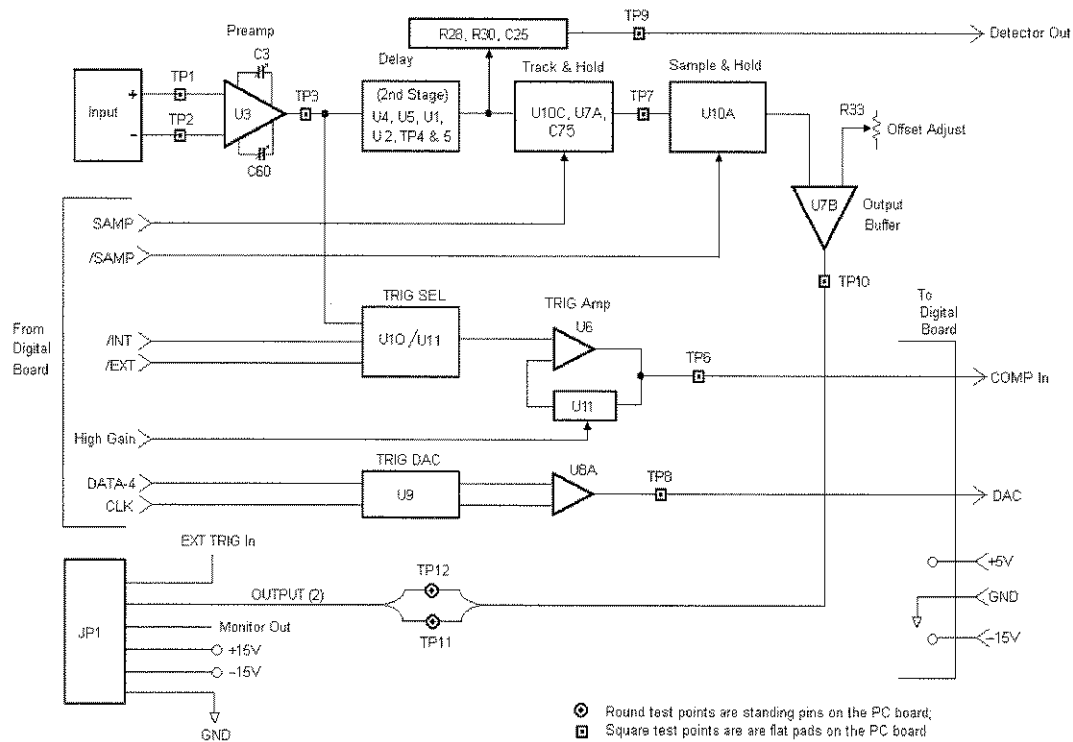 TP9
R28, R30, C25
Detector Out
Preamp
C3
Delay
Track & Hold
Sample & Hold
TP1
TP3
TP7
R33
Input
+
−
U3
(2nd Stage)
U4, U5, U1,
U2, TP4 & 5
U10C, U7A,
C75
U10A
Offset Adjust
TP2
C60
U7B
Output
Buffer
SAMP
/SAMP
TP10
TRIG SEL
TRIG Amp
To
Digital
Board
From
Digital
Board
/INT
/EXT
U10/U11
U6
TP6
COMP In
U11
High Gain
TRIG DAC
U8A
DATA-4
CLK
U9
TP8
DAC
EXT TRIG In
+5V
TP12
OUTPUT (2)
GND
JP1
Monitor Out
TP11
−15V
+15V
−15V
GND
Round test points are standing pins on the PC board;
Square test points are are flat pads on the PC board